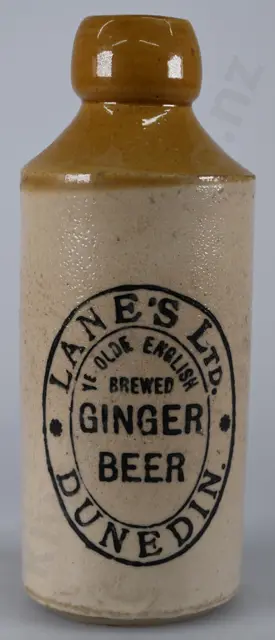 LANE'S LTD.
YE OLDE ENGLISH
BREWED
GINGER
BEER
DUNEDIN.